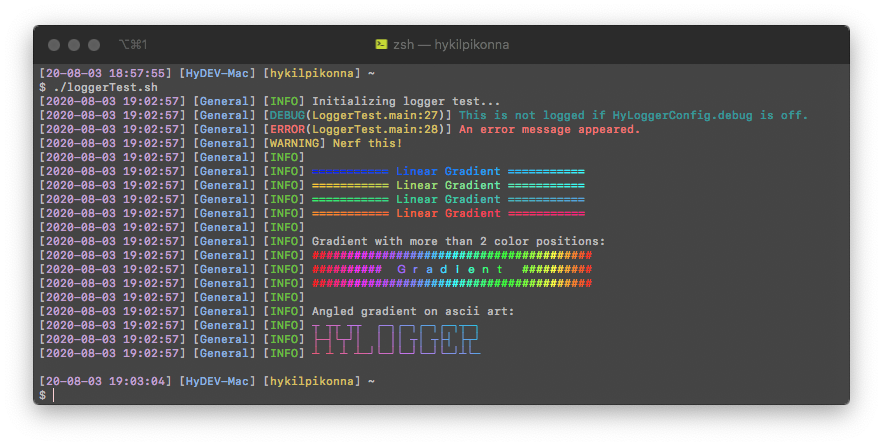 ⌥⌘1 zsh — hykilpikonna
[20-08-03 18:57:55] [HyDEV-Mac] [hykilpikonna] ~
$ ./loggerTest.sh
[2020-08-03 19:02:57] [General] [INFO] Initializing logger test...
[2020-08-03 19:02:57] [General] [DEBUG(LoggerTest.main:27)] This is not logged if HyLoggerConfig.debug is off.
[2020-08-03 19:02:57] [General] [ERROR(LoggerTest.main:28)] An error message appeared.
[2020-08-03 19:02:57] [General] [WARNING] Nerf this!
[2020-08-03 19:02:57] [General] [INFO]
[2020-08-03 19:02:57] [General] [INFO] =========== Linear Gradient ===========
[2020-08-03 19:02:57] [General] [INFO] =========== Linear Gradient ===========
[2020-08-03 19:02:57] [General] [INFO] =========== Linear Gradient ===========
[2020-08-03 19:02:57] [General] [INFO] =========== Linear Gradient ===========
[2020-08-03 19:02:57] [General] [INFO]
[2020-08-03 19:02:57] [General] [INFO] Gradient with more than 2 color positions:
[2020-08-03 19:02:57] [General] [INFO] ########################################
[2020-08-03 19:02:57] [General] [INFO] ########## G r a d i e n t ##########
[2020-08-03 19:02:57] [General] [INFO] ########################################
[2020-08-03 19:02:57] [General] [INFO]
[2020-08-03 19:02:57] [General] [INFO] Angled gradient on ascii art:
[2020-08-03 19:02:57] [General] [INFO]
[2020-08-03 19:02:57] [General] [INFO]
[2020-08-03 19:02:57] [General] [INFO]
[20-08-03 19:03:04] [HyDEV-Mac] [hykilpikonna] ~
$